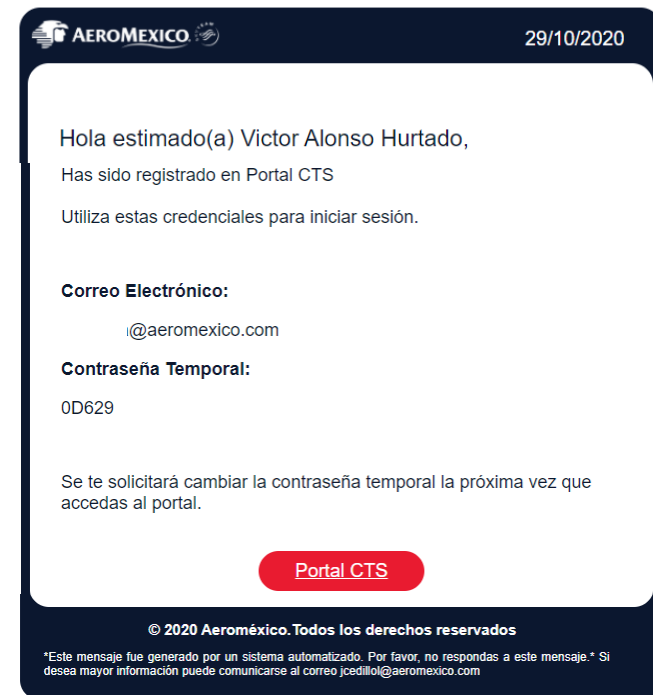 AEROMEXICO.
29/10/2020
Hola estimado(a) Victor Alonso Hurtado,
Has sido registrado en Portal CTS
Utiliza estas credenciales para iniciar sesión.
Correo Electrónico:
@aeromexico.com
Contraseña Temporal:
0D629
Se te solicitará cambiar la contraseña temporal la próxima vez que
accedas al portal.
Portal CTS
© 2020 Aeroméxico.Todos los derechos reservados
*Este mensaje fue generado por un sistema automatizado. Por favor, no respondas a este mensaje.* Si
desea mayor información puede comunicarse al correo jcedillol@aeromexico.com